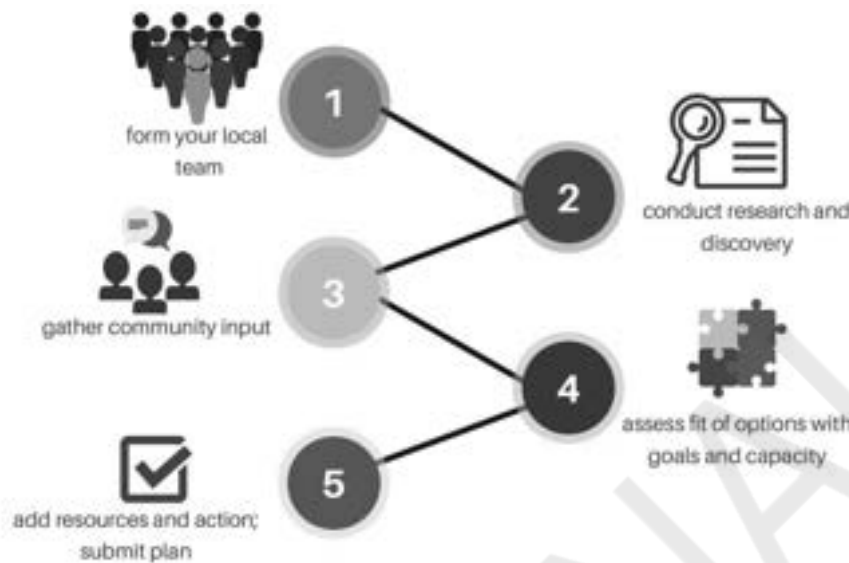 1
form your local
team
2
conduct research and
discovery
3
gather community input
4
assess fit of options with
goals and capacity
5
add resources and action;
submit plan